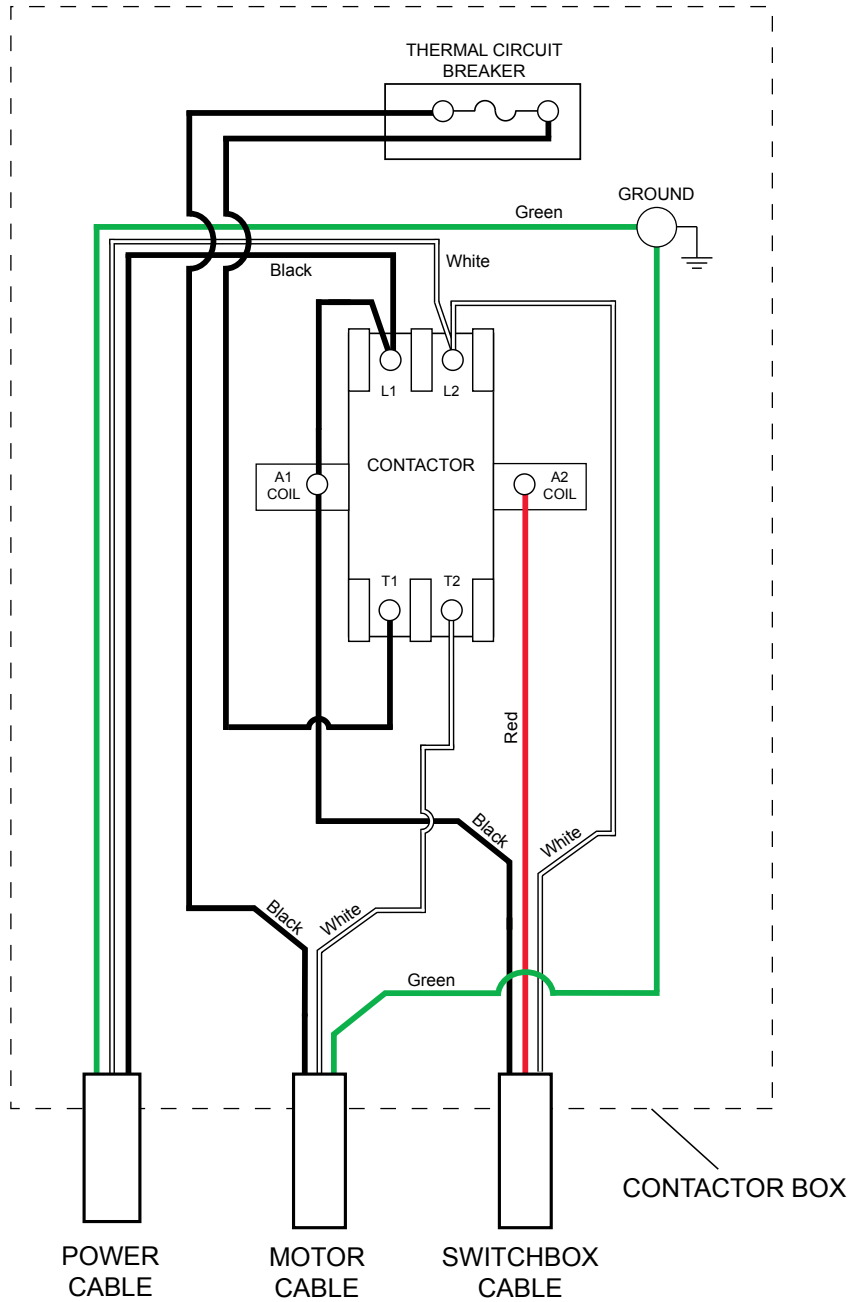 THERMAL CIRCUIT
BREAKER
GROUND
Green
White
Black
L1
L2
CONTACTOR
A1
COIL
A2
COIL
T1
T2
Red
Black
White
Black
White
Green
CONTACTOR BOX
POWER
CABLE
MOTOR
CABLE
SWITCHBOX
CABLE